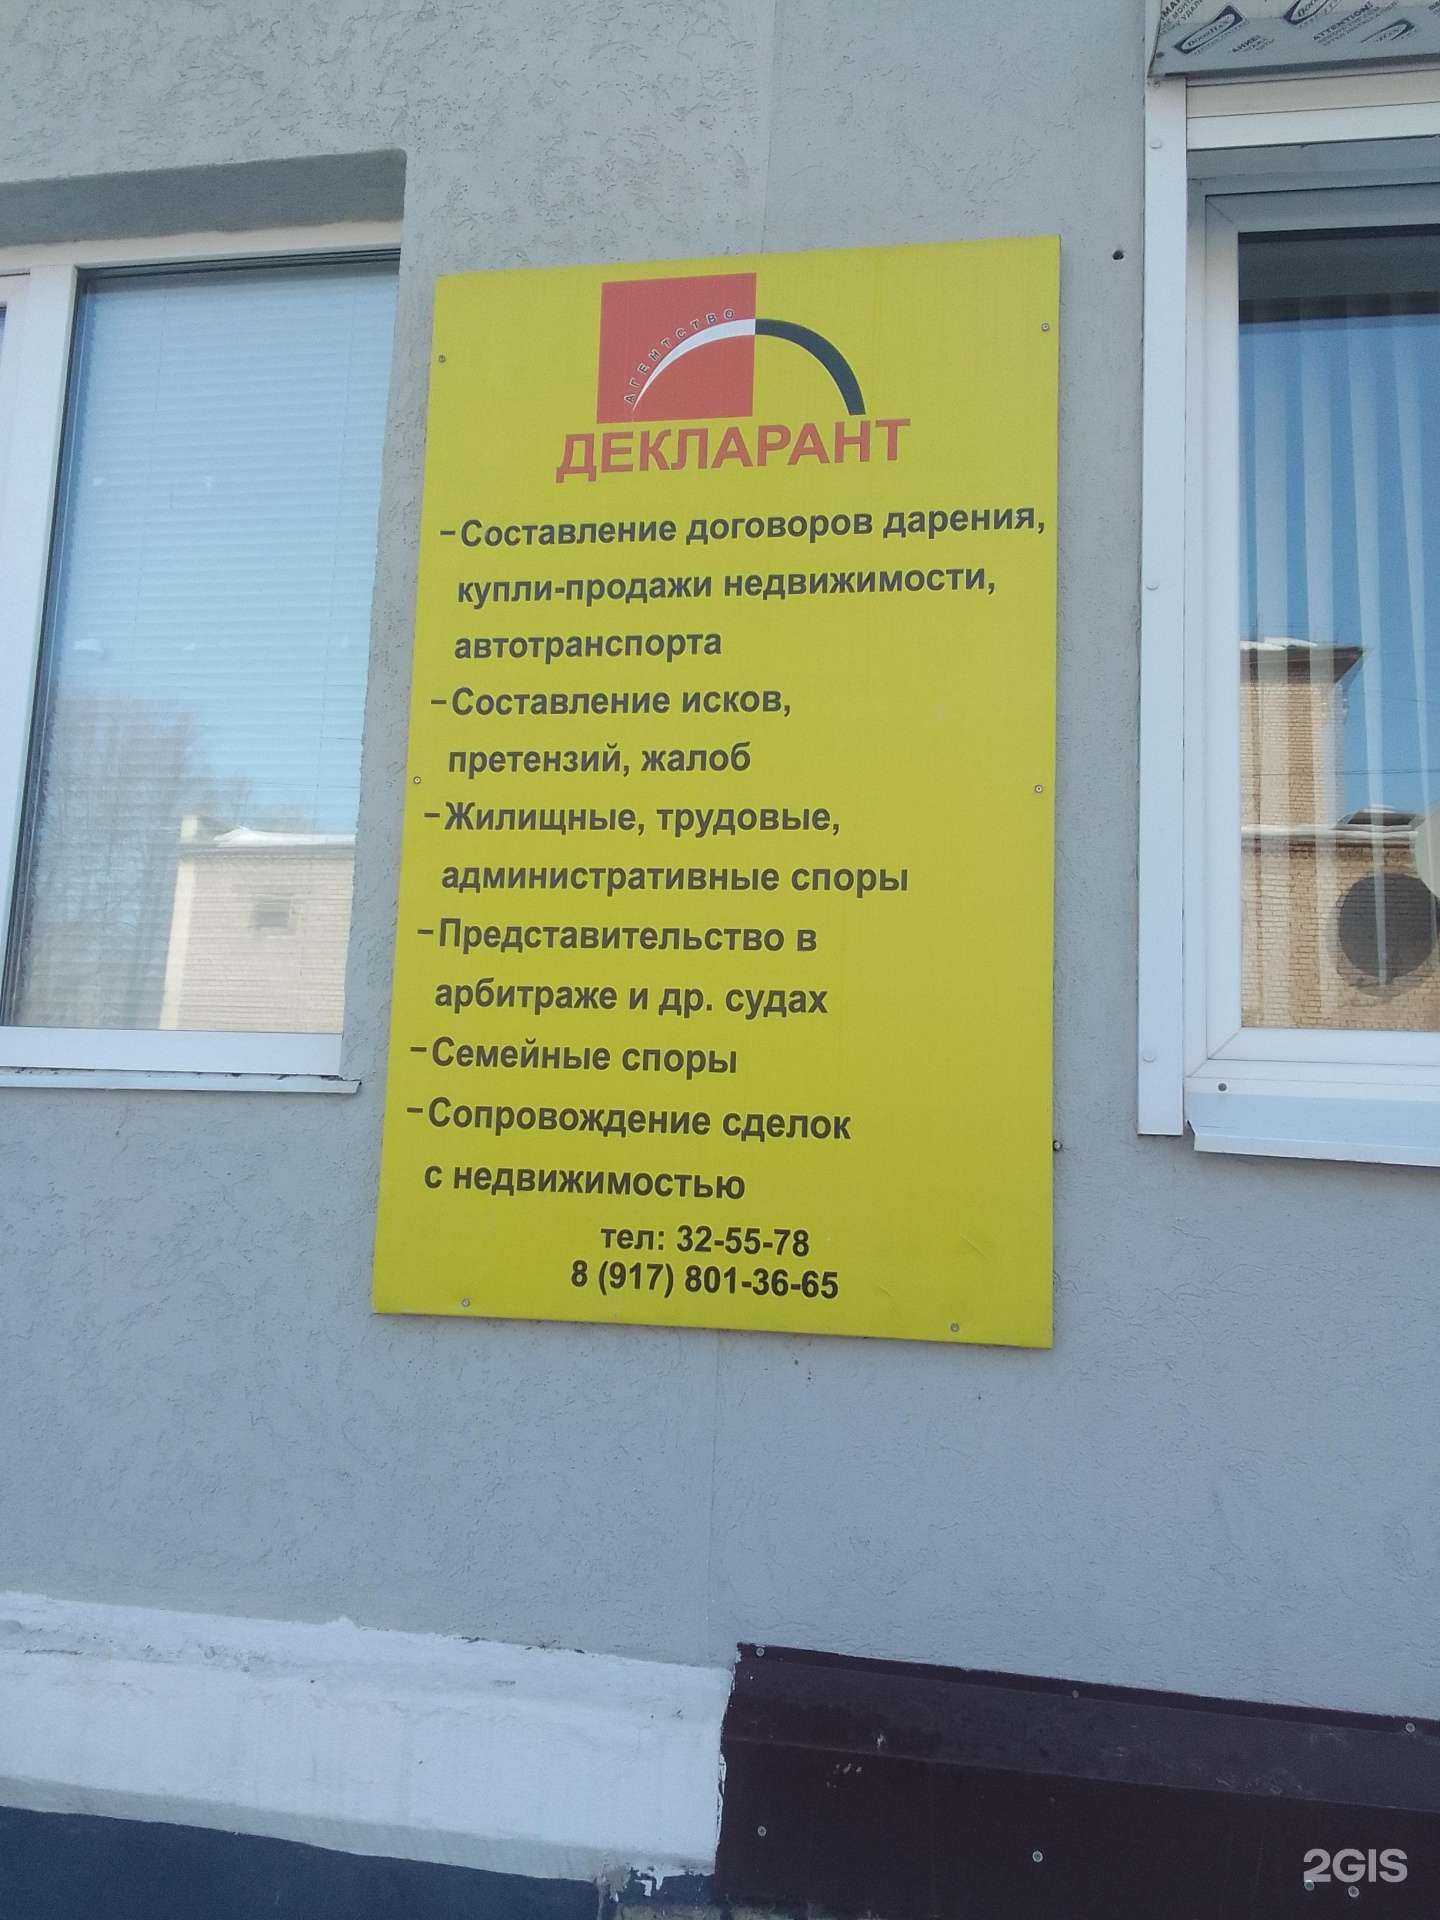 АГЕНТСТВО
ДЕКЛАРАНТ
-Составление договоров дарения,
купли-продажи недвижимости,
автотранспорта
-Составление исков,
претензий, жалоб
-Жилищные, трудовые,
административные споры
-Представительство в
арбитраже и др. судах
-Семейные споры
-Сопровождение сделок
с недвижимостью
тел: 32-55-78
8 (917) 801-36-65
ATTENTION!
2GIS